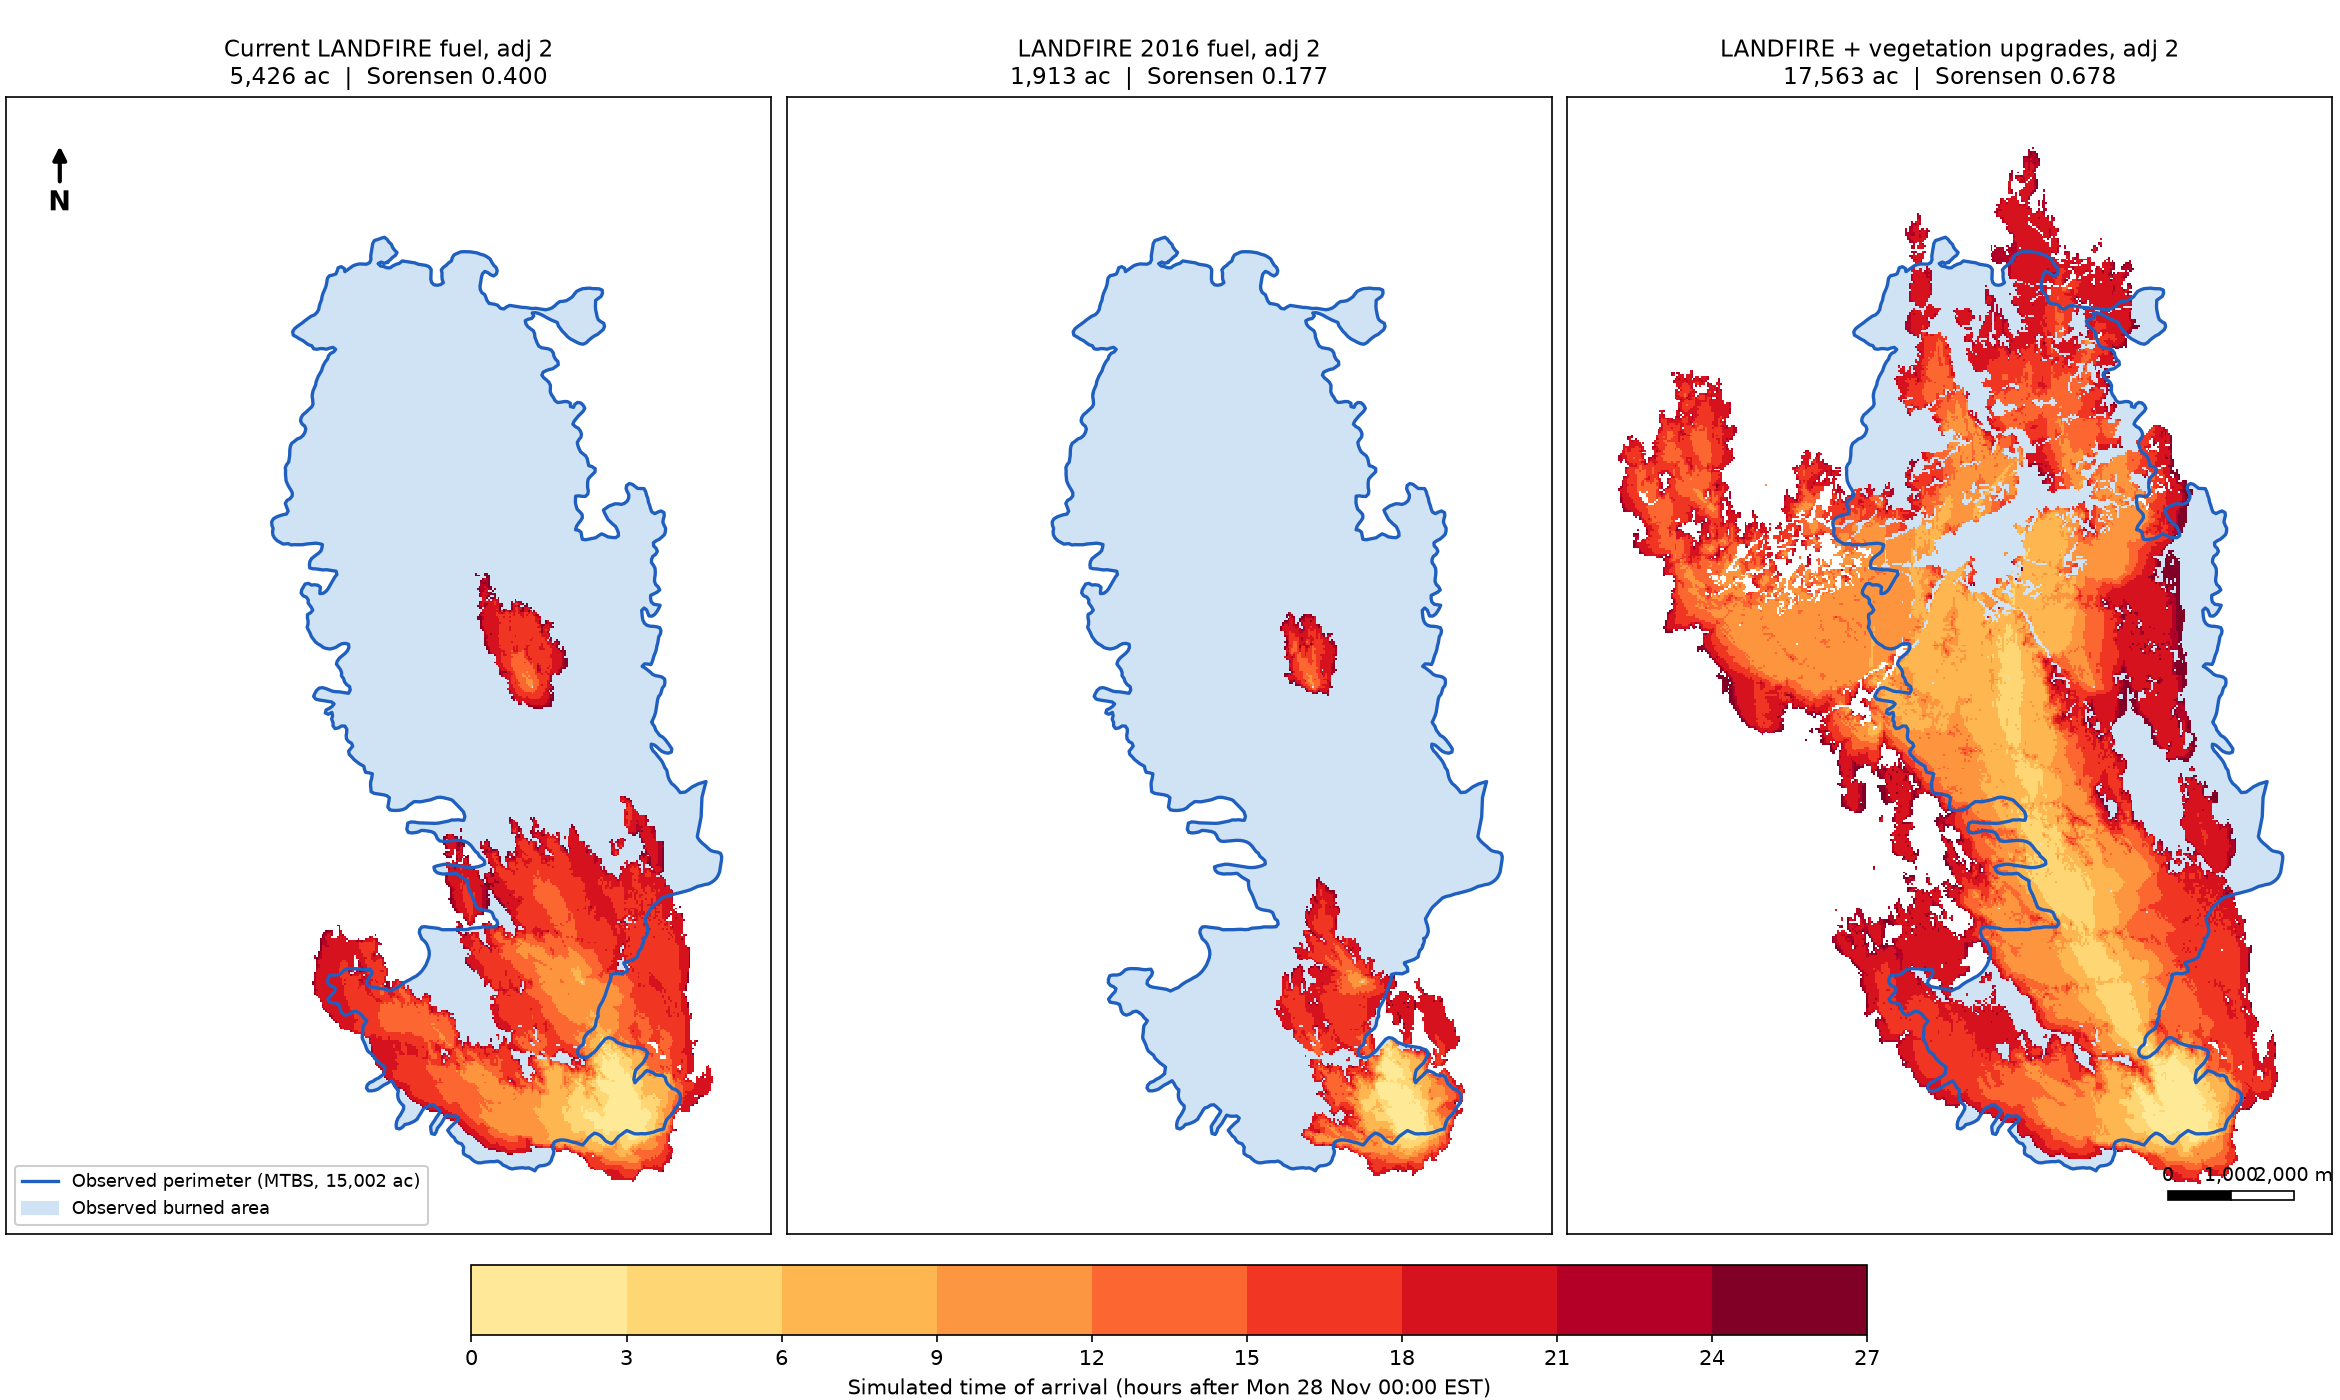 Current LANDFIRE fuel, adj 2
5,426 ac | Sorensen 0.400
LANDFIRE 2016 fuel, adj 2
1,913 ac | Sorensen 0.177
LANDFIRE + vegetation upgrades, adj 2
17,563 ac | Sorensen 0.678
N
Observed perimeter (MTBS, 15,002 ac)
Observed burned area
0 1,000 2,000 m
0 3 6 9 12 15 18 21 24 27
Simulated time of arrival (hours after Mon 28 Nov 00:00 EST)